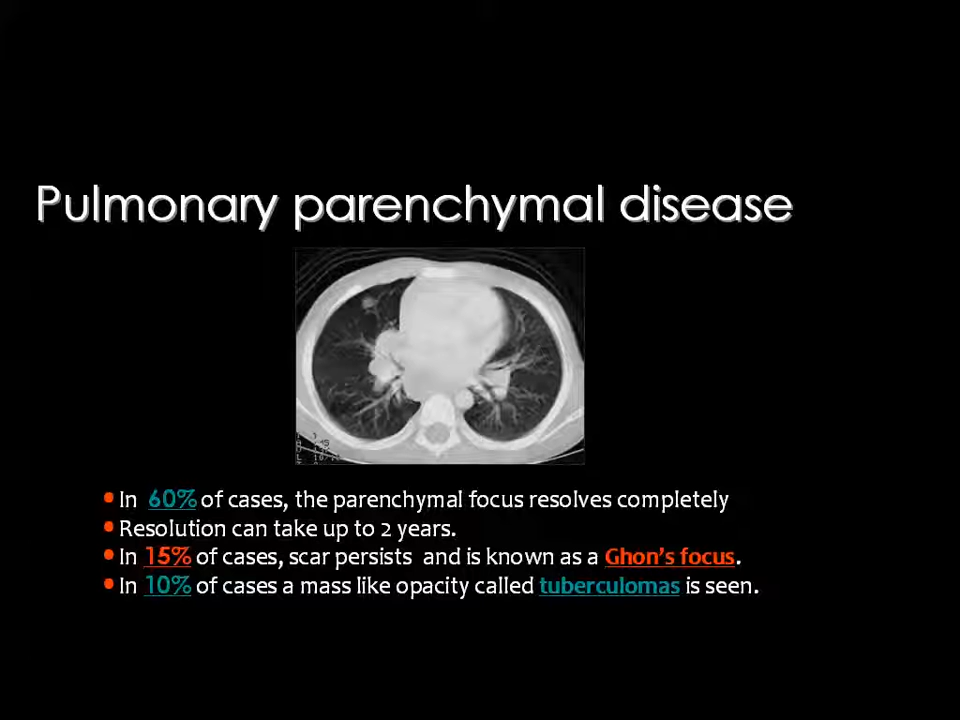 Pulmonary parenchymal disease
In 60% of cases, the parenchymal focus resolves completely
Resolution can take up to 2 years.
In 15% of cases, scar persists and is known as a Ghon's focus.
In 10% of cases a mass like opacity called tuberculomas is seen.